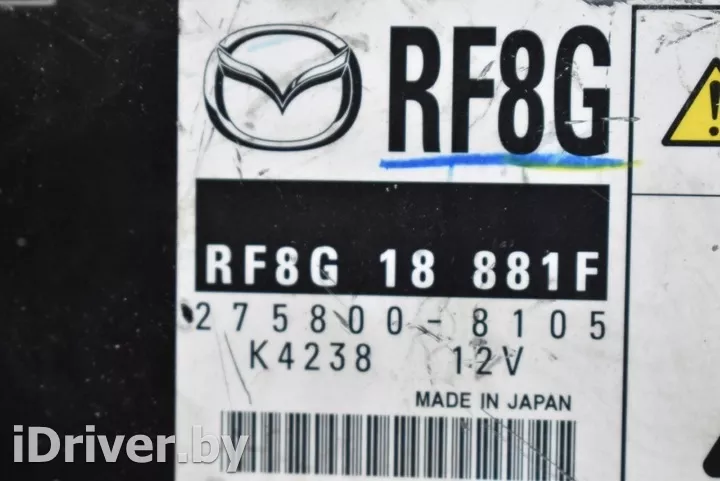 RF8G
RF8G 18 881F
275800-8105
K4238 12V
MADE IN JAPAN
iDriver.by